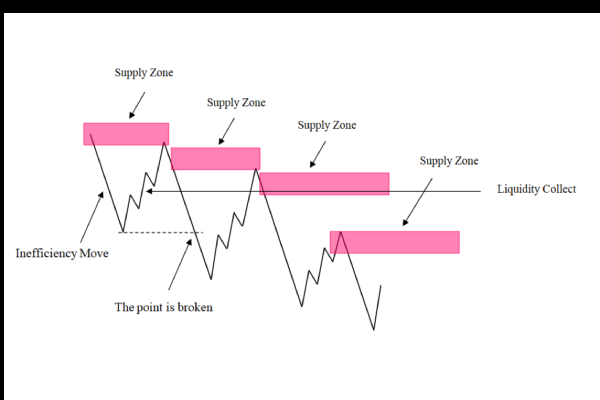 Supply Zone
Supply Zone
Supply Zone
Supply Zone
Liquidity Collect
Inefficiency Move
The point is broken